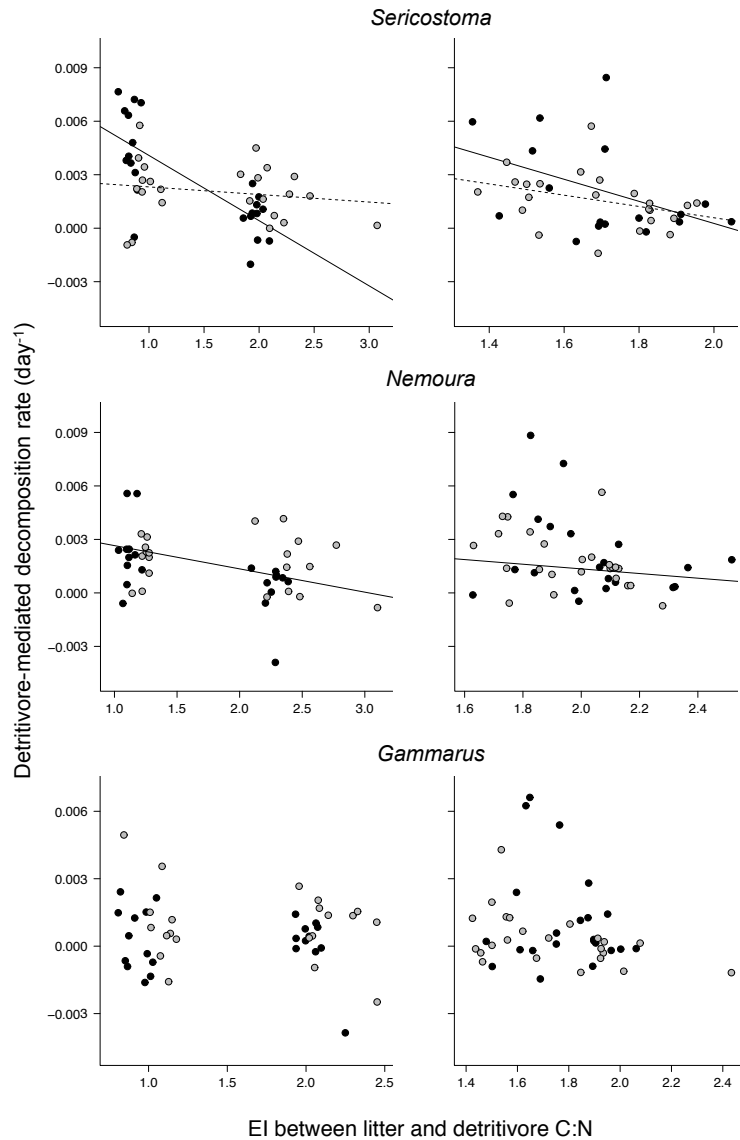 Sericostoma
0.009
0.006
0.003
0.000
−0.003
1.0 1.5 2.0 2.5 3.0
1.4 1.6 1.8 2.0
Nemoura
0.009
0.006
0.003
0.000
−0.003
1.0 1.5 2.0 2.5 3.0
1.6 1.8 2.0 2.2 2.4
Gammarus
0.006
0.003
0.000
−0.003
1.0 1.5 2.0 2.5
1.4 1.6 1.8 2.0 2.2 2.4
Detritivore-mediated decomposition rate (day⁻¹)
EI between litter and detritivore C:N